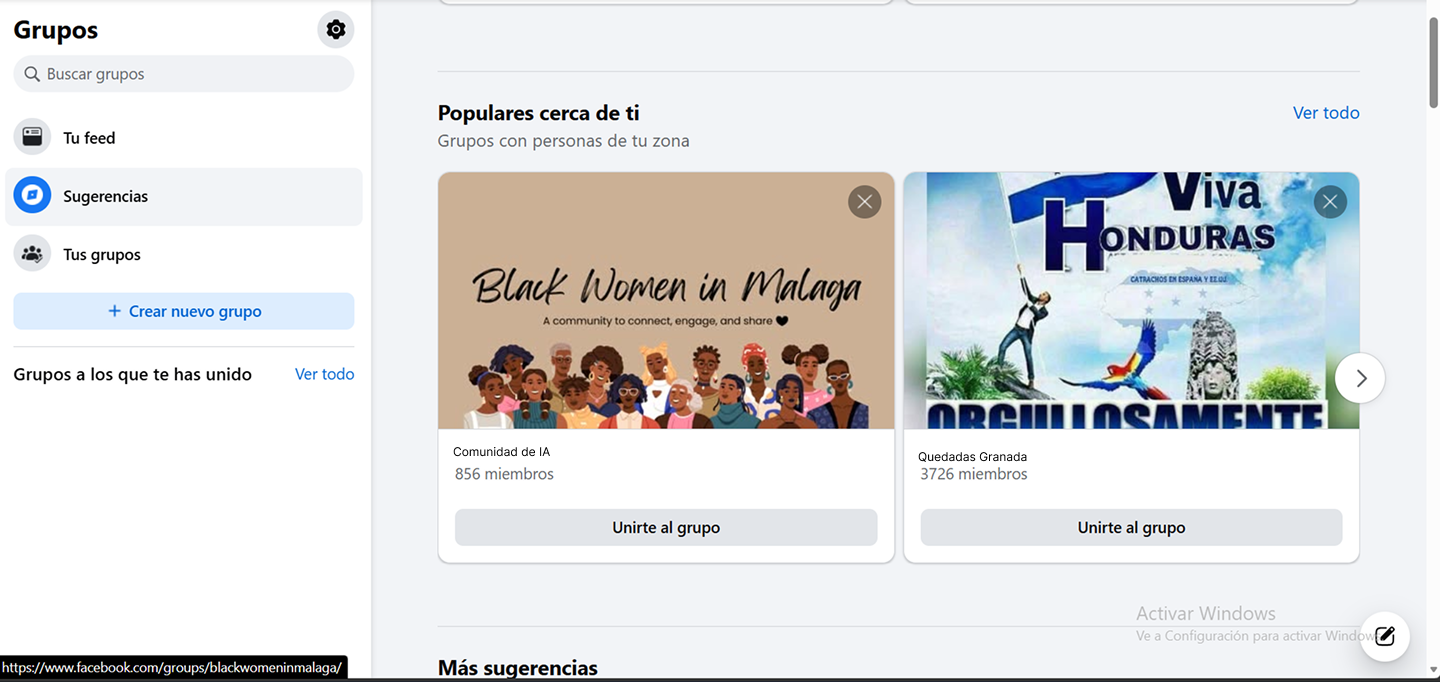 Grupos
Buscar grupos
Tu feed
Sugerencias
Tus grupos
+ Crear nuevo grupo
Grupos a los que te has unido
Ver todo
https://www.facebook.com/groups/blackwomeninmalaga/
Populares cerca de ti
Ver todo
Grupos con personas de tu zona
Black Women in Malaga
A community to connect, engage, and share
Comunidad de IA
856 miembros
Unirte al grupo
Viva
HONDURAS
CATRACHOS EN ESPAÑA Y EE.UU
ORGULLOSAMENTE
Quedadas Granada
3726 miembros
Unirte al grupo
Más sugerencias
Activar Windows
Ve a Configuración para activar Windows